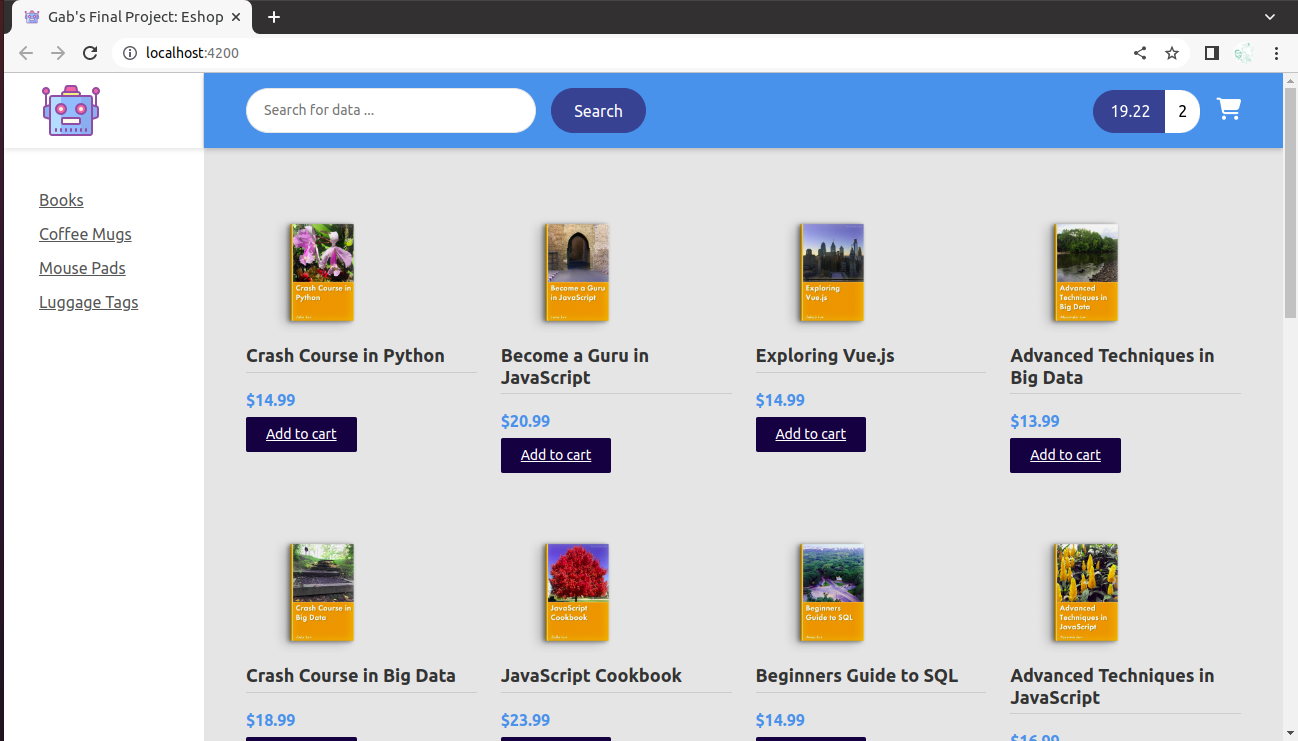 Gab's Final Project: Eshop
localhost:4200
Search for data ...
Search
19.22
2
Books
Coffee Mugs
Mouse Pads
Luggage Tags
Crash Course in
Python
Become a Guru
in JavaScript
Exploring
Vue.js
Advanced
Techniques in
Big Data
Crash Course in Python
Become a Guru in
JavaScript
Exploring Vue.js
Advanced Techniques in
Big Data
$14.99
$20.99
$14.99
$13.99
Add to cart
Add to cart
Add to cart
Add to cart
Crash Course in
Big Data
JavaScript
Cookbook
Beginners
Guide to SQL
Advanced
Techniques in
JavaScript
Crash Course in Big Data
JavaScript Cookbook
Beginners Guide to SQL
Advanced Techniques in
JavaScript
$18.99
$23.99
$14.99
$16.99